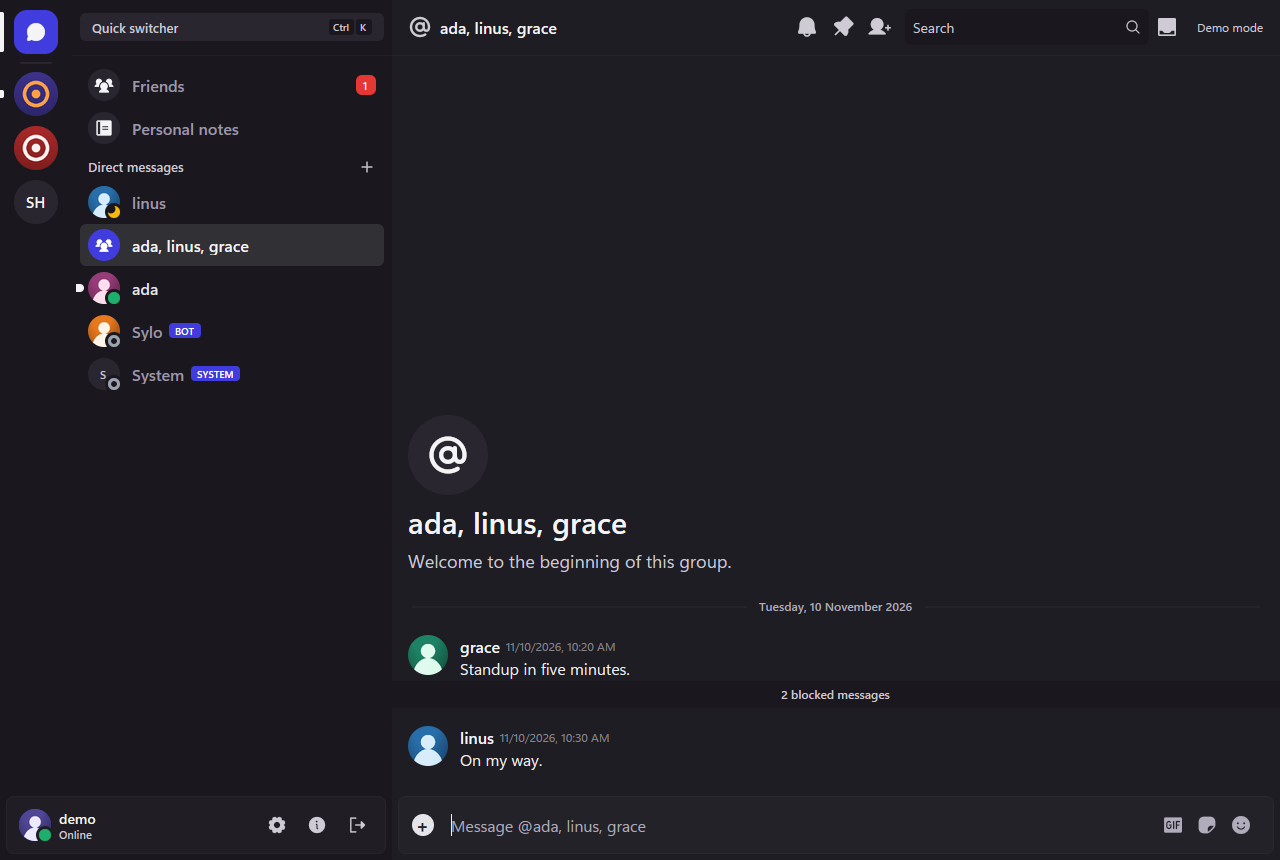 Quick switcher
Ctrl K
Friends
1
Personal notes
Direct messages
SH
linus
ada, linus, grace
ada
Sylo BOT
S
System SYSTEM
demo
Online
ada, linus, grace
Search
Demo mode
ada, linus, grace
Welcome to the beginning of this group.
Tuesday, 10 November 2026
grace 11/10/2026, 10:20 AM
Standup in five minutes.
2 blocked messages
linus 11/10/2026, 10:30 AM
On my way.
Message @ada, linus, grace
GIF